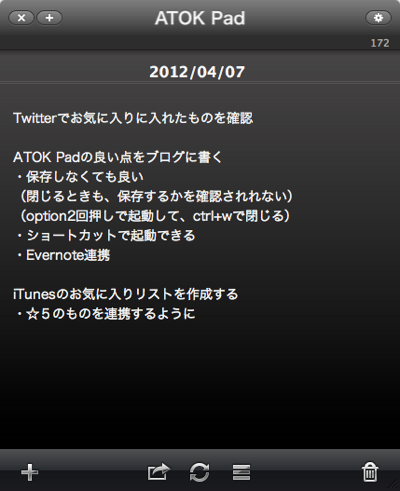 ATOK Pad
172
2012/04/07
Twitterでお気に入りに入れたものを確認
ATOK Padの良い点をブログに書く
・保存しなくても良い
（閉じるときも、保存するかを確認されれない）
（option2回押しで起動して、ctrl+wで閉じる）
・ショートカットで起動できる
・Evernote連携
iTunesのお気に入りリストを作成する
・☆５のものを連携するように